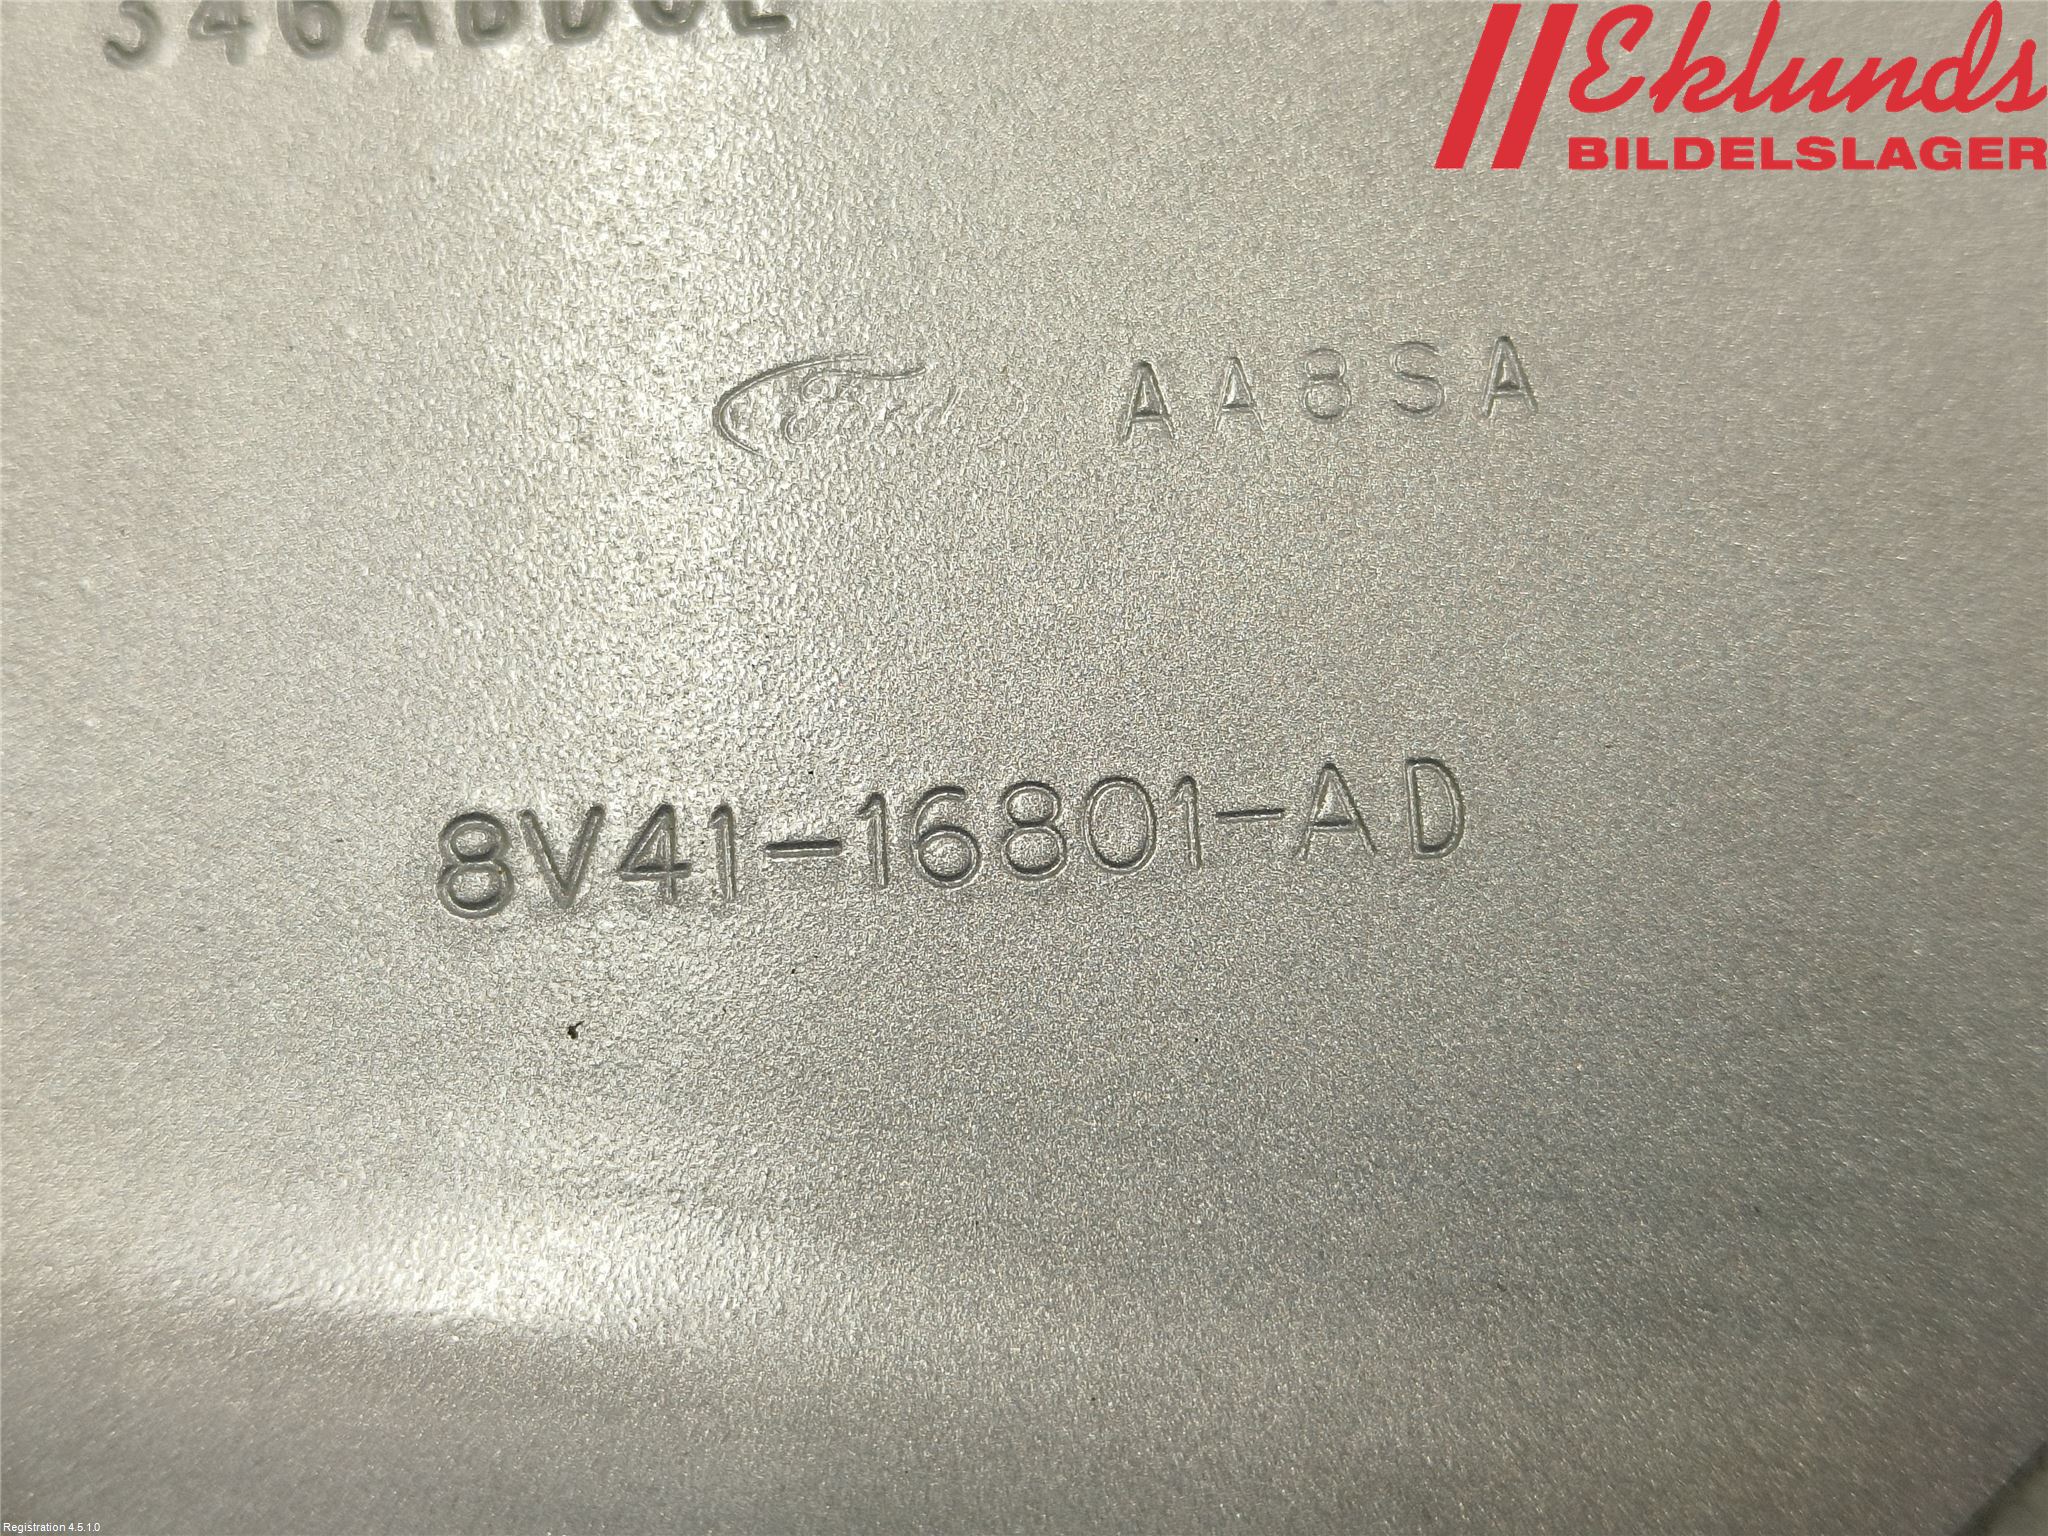 Eklunds
BILDELSLAGER
Ford AA8SA
8V41-16801-AD
Registration 4.5.1.0